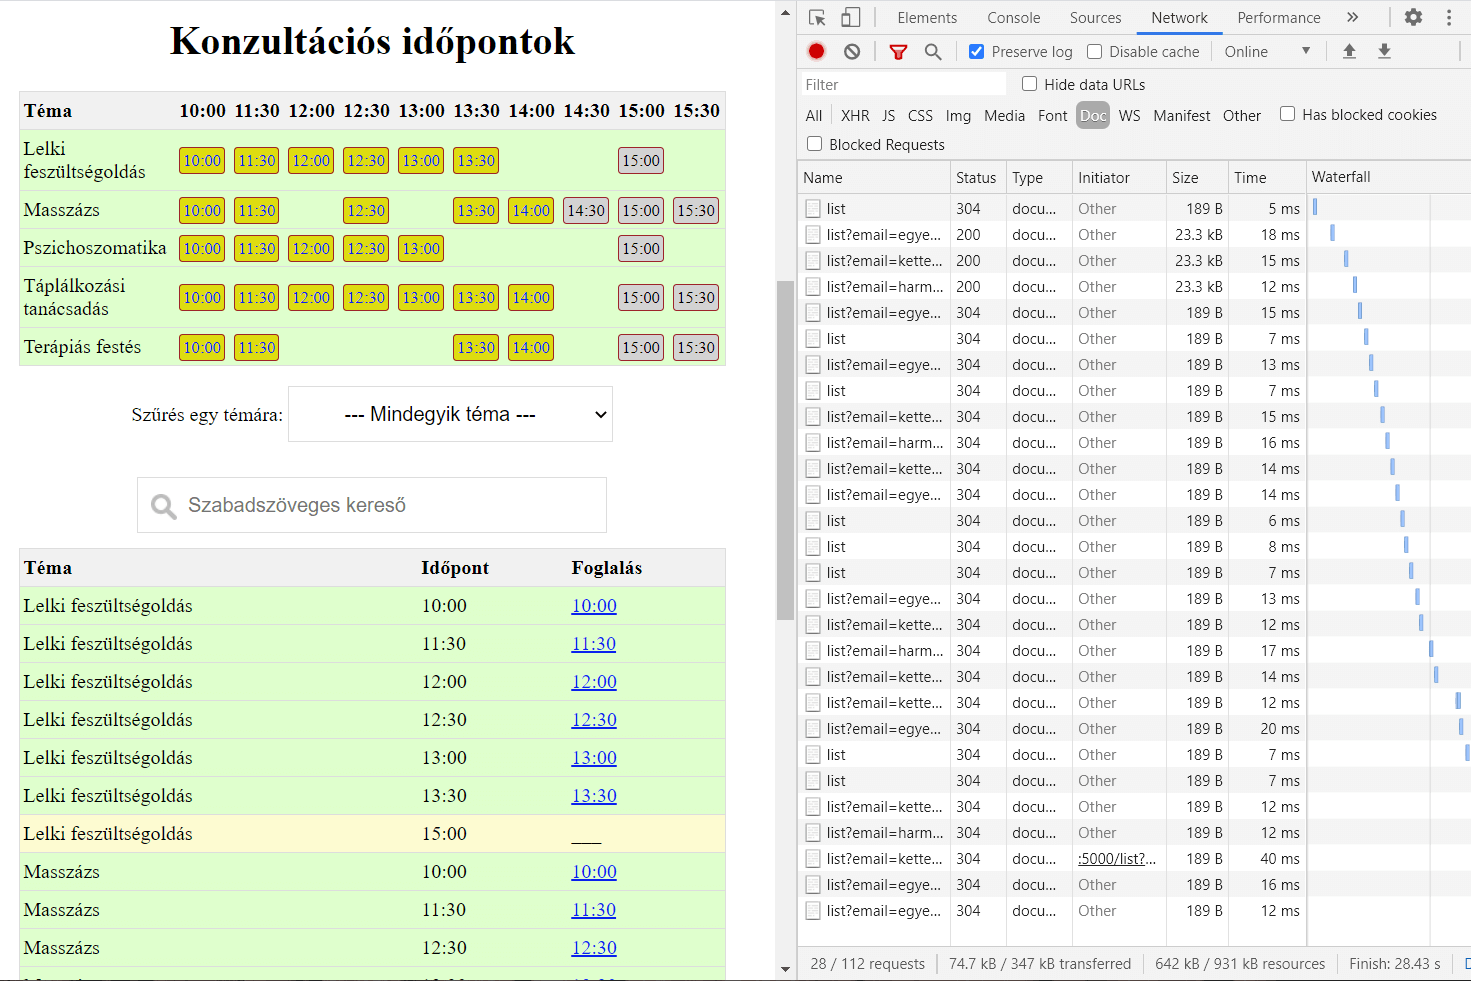 Konzultációs időpontok
Téma 10:00 11:30 12:00 12:30 13:00 13:30 14:00 14:30 15:00 15:30
Lelki feszültségoldás 10:00 11:30 12:00 12:30 13:00 13:30 15:00
Masszázs 10:00 11:30 12:30 13:30 14:00 14:30 15:00 15:30
Pszichoszomatika 10:00 11:30 12:00 12:30 13:00 15:00
Táplálkozási tanácsadás 10:00 11:30 12:00 12:30 13:00 13:30 14:00 15:00 15:30
Terápiás festés 10:00 11:30 13:30 14:00 15:00 15:30
Szűrés egy témára: --- Mindegyik téma ---
Szabadszöveges kereső
Téma Időpont Foglalás
Lelki feszültségoldás 10:00 10:00
Lelki feszültségoldás 11:30 11:30
Lelki feszültségoldás 12:00 12:00
Lelki feszültségoldás 12:30 12:30
Lelki feszültségoldás 13:00 13:00
Lelki feszültségoldás 13:30 13:30
Lelki feszültségoldás 15:00 ___
Masszázs 10:00 10:00
Masszázs 11:30 11:30
Masszázs 12:30 12:30
Elements Console Sources Network Performance
Preserve log Disable cache Online
Filter Hide data URLs
All XHR JS CSS Img Media Font Doc WS Manifest Other Has blocked cookies
Blocked Requests
Name Status Type Initiator Size Time Waterfall
list 304 docu... Other 189 B 5 ms
list?email=egye... 200 docu... Other 23.3 kB 18 ms
list?email=kette... 200 docu... Other 23.3 kB 15 ms
list?email=harm... 200 docu... Other 23.3 kB 12 ms
list?email=egye... 304 docu... Other 189 B 15 ms
list 304 docu... Other 189 B 7 ms
list?email=egye... 304 docu... Other 189 B 13 ms
list 304 docu... Other 189 B 7 ms
list?email=kette... 304 docu... Other 189 B 15 ms
list?email=harm... 304 docu... Other 189 B 16 ms
list?email=kette... 304 docu... Other 189 B 14 ms
list?email=egye... 304 docu... Other 189 B 14 ms
list 304 docu... Other 189 B 6 ms
list 304 docu... Other 189 B 8 ms
list 304 docu... Other 189 B 7 ms
list?email=egye... 304 docu... Other 189 B 13 ms
list?email=kette... 304 docu... Other 189 B 12 ms
list?email=harm... 304 docu... Other 189 B 17 ms
list?email=kette... 304 docu... Other 189 B 14 ms
list?email=kette... 304 docu... Other 189 B 12 ms
list?email=egye... 304 docu... Other 189 B 20 ms
list 304 docu... Other 189 B 7 ms
list 304 docu... Other 189 B 7 ms
list?email=kette... 304 docu... Other 189 B 12 ms
list?email=harm... 304 docu... Other 189 B 12 ms
list?email=kette... 304 docu... :5000/list?... 189 B 40 ms
list?email=egye... 304 docu... Other 189 B 16 ms
list?email=egye... 304 docu... Other 189 B 12 ms
28 / 112 requests 74.7 kB / 347 kB transferred 642 kB / 931 kB resources Finish: 28.43 s